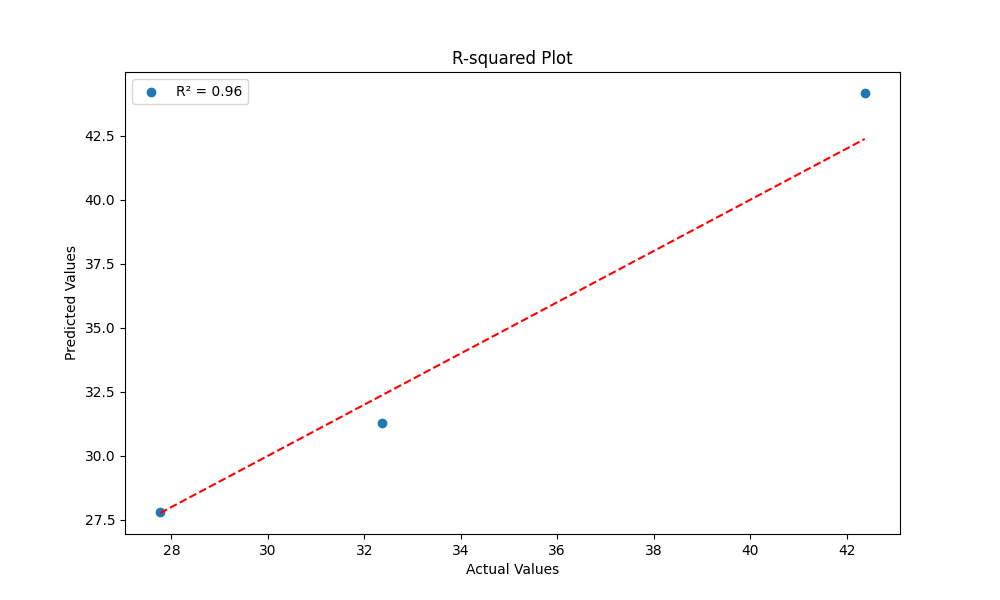 R-squared Plot
R² = 0.96
42.5
40.0
37.5
35.0
32.5
30.0
27.5
Predicted Values
28 30 32 34 36 38 40 42
Actual Values